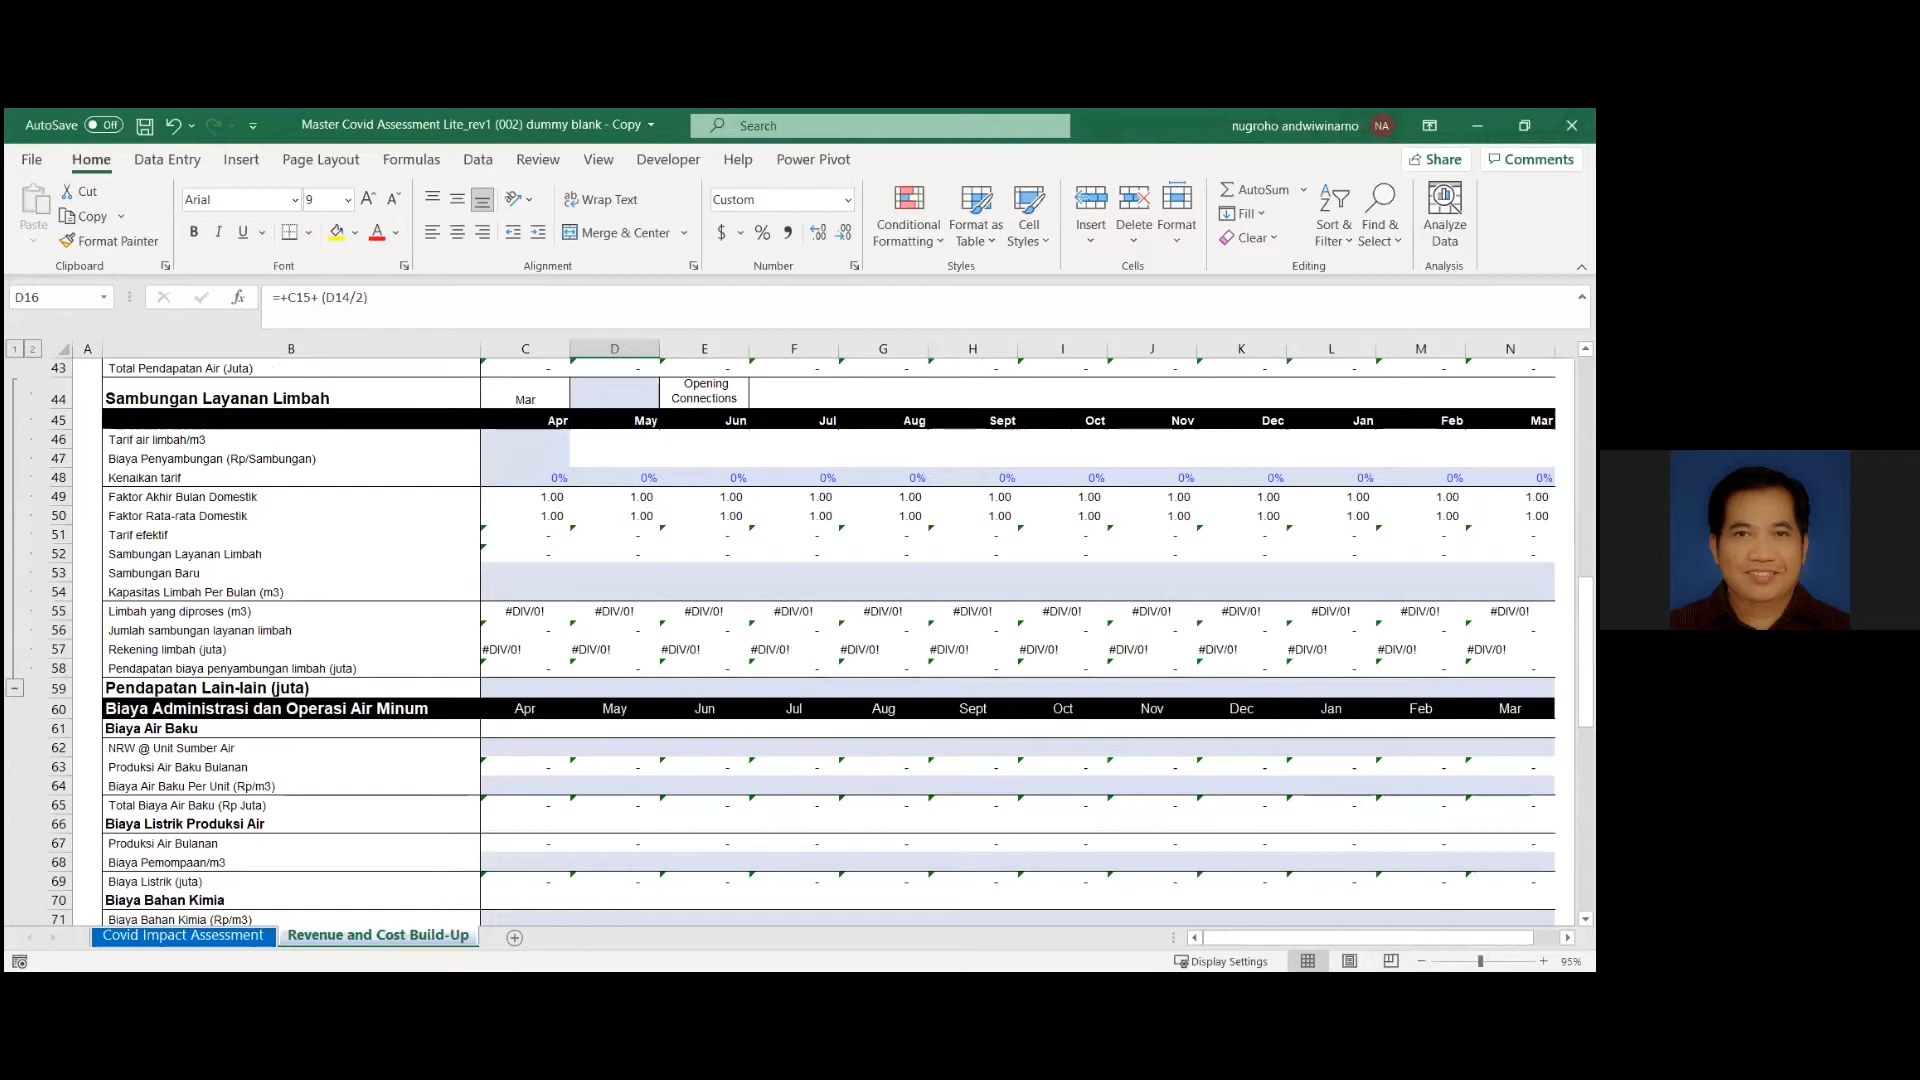 AutoSave Off Master Covid Assessment Lite_rev1 (002) dummy blank - Copy Search nugroho andwiwinarno NA
File Home Data Entry Insert Page Layout Formulas Data Review View Developer Help Power Pivot Share Comments
Paste Cut Copy Format Painter Clipboard
Arial 9 B I U A Font
Wrap Text Merge & Center Alignment
Custom $ % Number
Conditional Formatting Format as Table Cell Styles Styles
Insert Delete Format Cells
AutoSum Fill Clear Sort & Filter Find & Select Editing
Analyze Data Analysis
D16 fx =+C15+ (D14/2)
1 2 A B C D E F G H I J K L M N
43 Total Pendapatan Air (Juta) - - - - - - - - - - - -
44 Sambungan Layanan Limbah Mar Opening Connections
45 Apr May Jun Jul Aug Sept Oct Nov Dec Jan Feb Mar
46 Tarif air limbah/m3
47 Biaya Penyambungan (Rp/Sambungan)
48 Kenaikan tarif 0% 0% 0% 0% 0% 0% 0% 0% 0% 0% 0% 0%
49 Faktor Akhir Bulan Domestik 1.00 1.00 1.00 1.00 1.00 1.00 1.00 1.00 1.00 1.00 1.00 1.00
50 Faktor Rata-rata Domestik 1.00 1.00 1.00 1.00 1.00 1.00 1.00 1.00 1.00 1.00 1.00 1.00
51 Tarif efektif - - - - - - - - - - - -
52 Sambungan Layanan Limbah - - - - - - - - - - - -
53 Sambungan Baru
54 Kapasitas Limbah Per Bulan (m3)
55 Limbah yang diproses (m3) #DIV/0! #DIV/0! #DIV/0! #DIV/0! #DIV/0! #DIV/0! #DIV/0! #DIV/0! #DIV/0! #DIV/0! #DIV/0! #DIV/0!
56 Jumlah sambungan layanan limbah - - - - - - - - - - - -
57 Rekening limbah (juta) #DIV/0! #DIV/0! #DIV/0! #DIV/0! #DIV/0! #DIV/0! #DIV/0! #DIV/0! #DIV/0! #DIV/0! #DIV/0! #DIV/0!
58 Pendapatan biaya penyambungan limbah (juta) - - - - - - - - - - - -
59 Pendapatan Lain-lain (juta)
60 Biaya Administrasi dan Operasi Air Minum Apr May Jun Jul Aug Sept Oct Nov Dec Jan Feb Mar
61 Biaya Air Baku
62 NRW @ Unit Sumber Air
63 Produksi Air Baku Bulanan - - - - - - - - - - - -
64 Biaya Air Baku Per Unit (Rp/m3)
65 Total Biaya Air Baku (Rp Juta) - - - - - - - - - - - -
66 Biaya Listrik Produksi Air
67 Produksi Air Bulanan - - - - - - - - - - - -
68 Biaya Pemompaan/m3
69 Biaya Listrik (juta) - - - - - - - - - - - -
70 Biaya Bahan Kimia
71 Biaya Bahan Kimia (Rp/m3)
Covid Impact Assessment Revenue and Cost Build-Up
Display Settings 95%